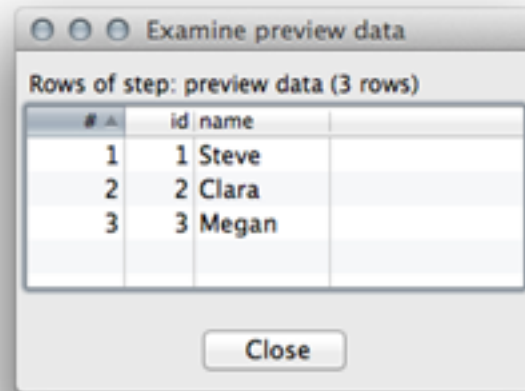 Examine preview data
Rows of step: preview data (3 rows)
# id name
1 1 Steve
2 2 Clara
3 3 Megan
Close